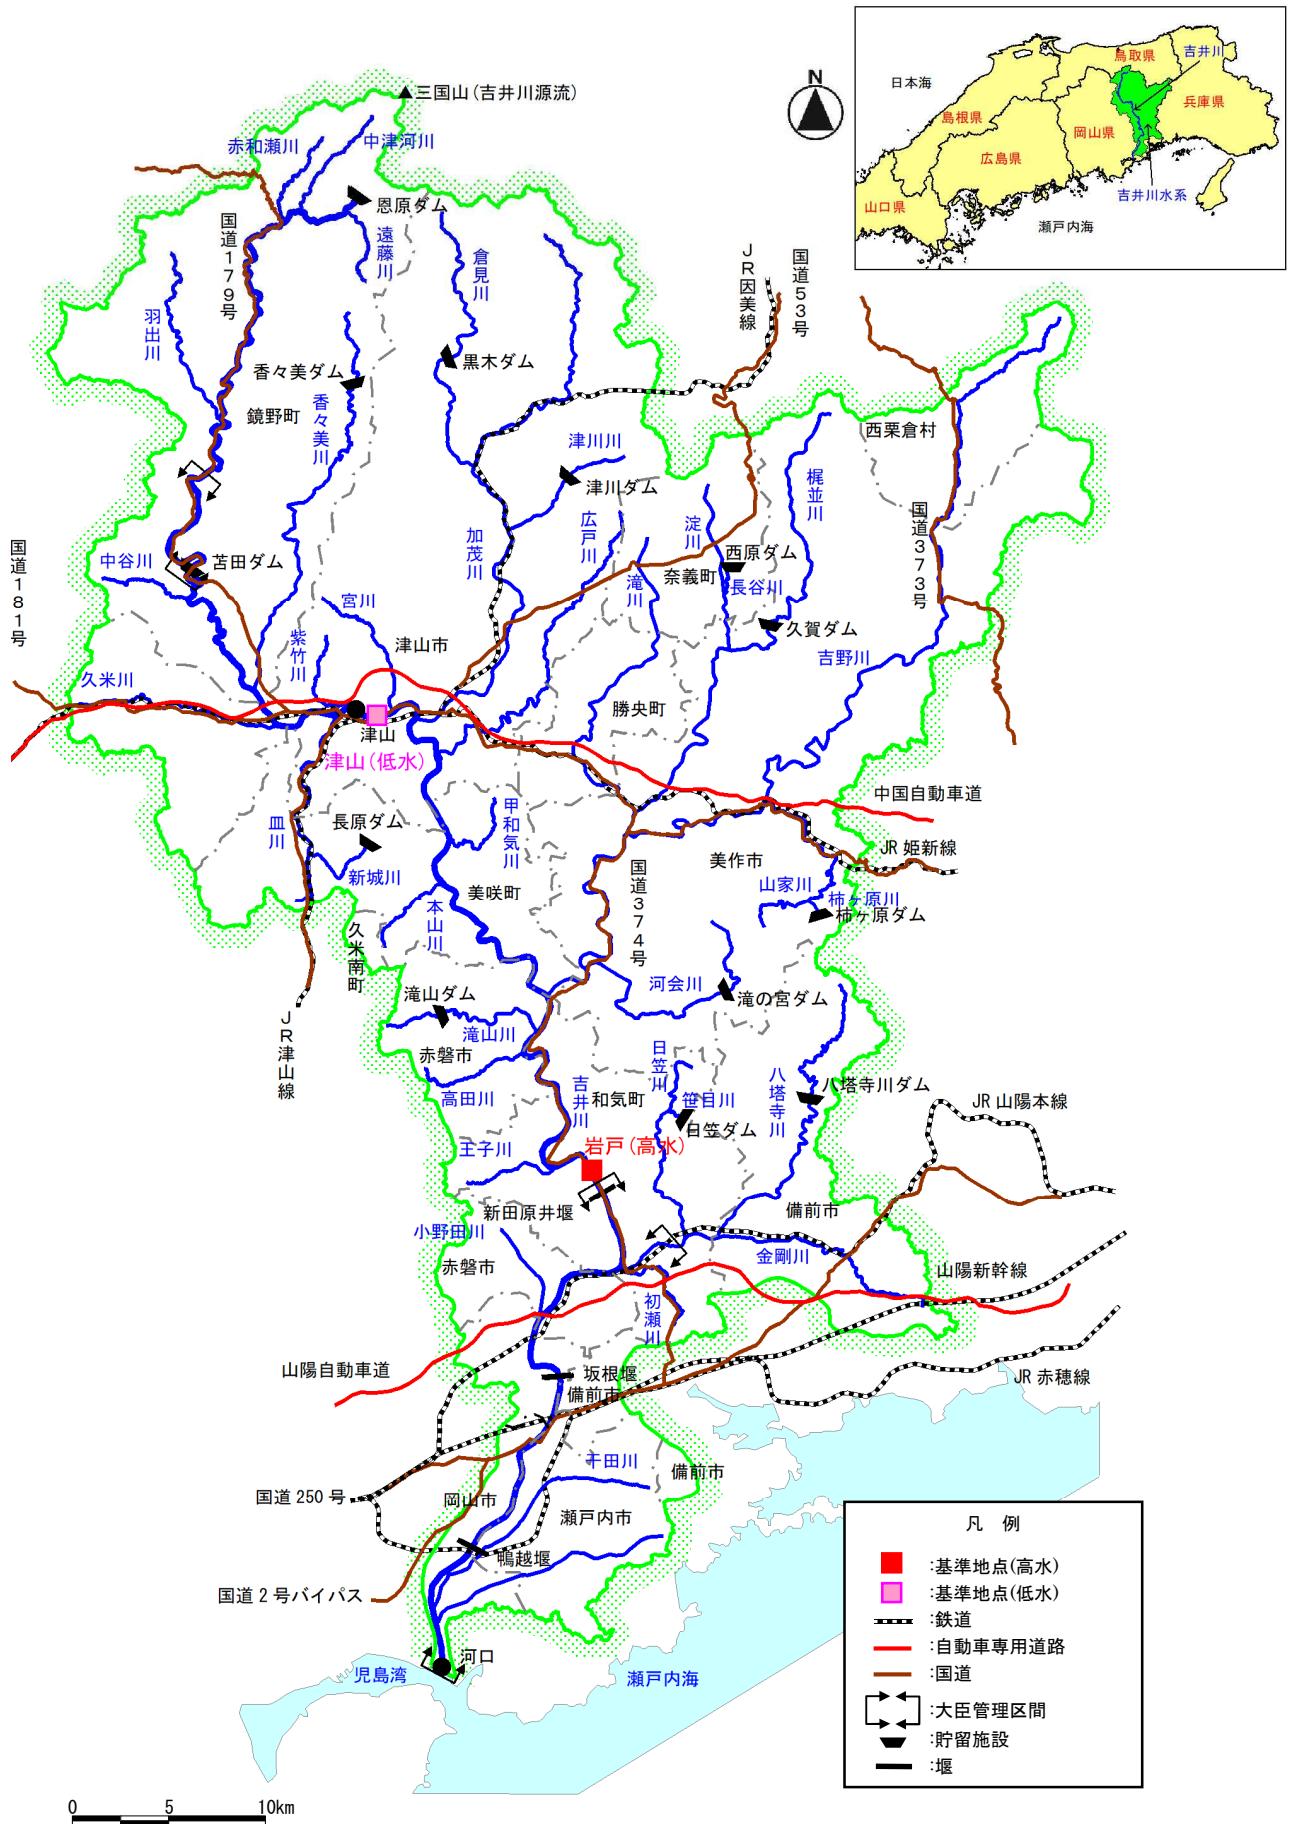 N
三国山(吉井川源流)
日本海
鳥取県
吉井川
島根県
岡山県
兵庫県
広島県
山口県
吉井川水系
瀬戸内海
赤和瀬川
中津河川
恩原ダム
国道179号
遠藤川
倉見川
JR因美線
国道53号
羽出川
香々美ダム
黒木ダム
鏡野町
香々美川
津川川
津川ダム
西栗倉村
梶並川
国道373号
国道181号
中谷川
苫田ダム
加茂川
広戸川
淀川
西原ダム
滝川
奈義町
長谷川
宮川
紫竹川
津山市
久賀ダム
吉野川
久米川
勝央町
津山
津山(低水)
中国自動車道
皿川
長原ダム
甲和気川
JR姫新線
新城川
美咲町
国道374号
美作市
山家川
柿ヶ原川
柿ヶ原ダム
本山川
久米南町
滝山ダム
河会川
滝の宮ダム
JR津山線
滝山川
赤磐市
日笠川
八塔寺川
八塔寺川ダム
高田川
吉井川
和気町
笹目川
日笠ダム
JR山陽本線
王子川
岩戸(高水)
新田原井堰
備前市
小野田川
赤磐市
金剛川
山陽新幹線
初瀬川
山陽自動車道
坂根堰
備前市
JR赤穂線
干田川
備前市
国道250号
岡山市
瀬戸内市
鴨越堰
国道2号バイパス
河口
児島湾
瀬戸内海
凡 例
:基準地点(高水)
:基準地点(低水)
:鉄道
:自動車専用道路
:国道
:大臣管理区間
:貯留施設
:堰
0 5 10km